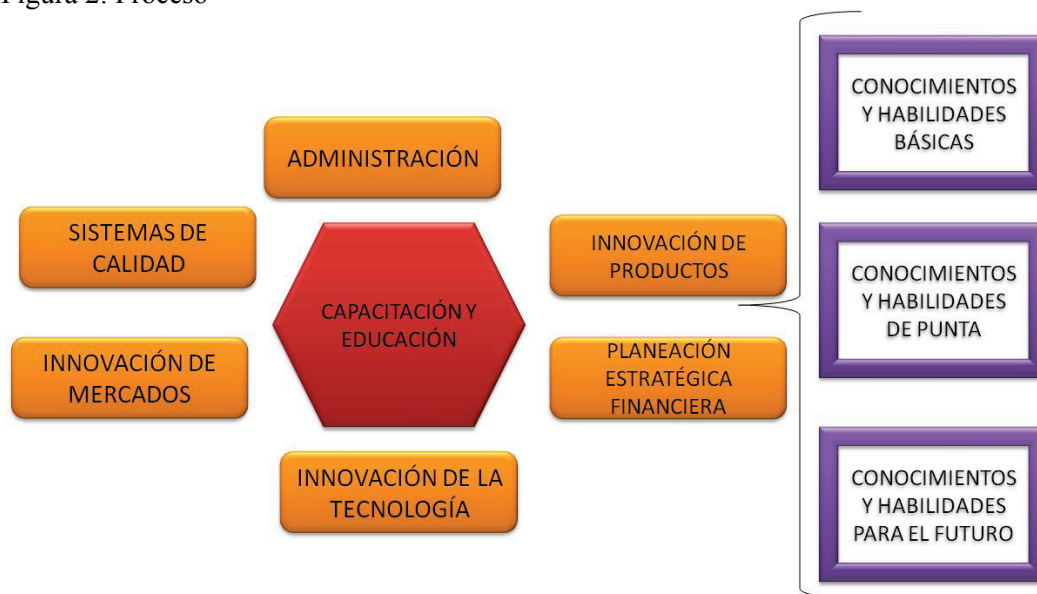 Figura 2. Proceso
ADMINISTRACIÓN
SISTEMAS DE
CALIDAD
INNOVACIÓN DE
MERCADOS
CAPACITACIÓN Y
EDUCACIÓN
INNOVACIÓN DE LA
TECNOLOGÍA
INNOVACIÓN DE
PRODUCTOS
PLANEACIÓN
ESTRATÉGICA
FINANCIERA
CONOCIMIENTOS
Y HABILIDADES
BÁSICAS
CONOCIMIENTOS
Y HABILIDADES
DE PUNTA
CONOCIMIENTOS
Y HABILIDADES
PARA EL FUTURO